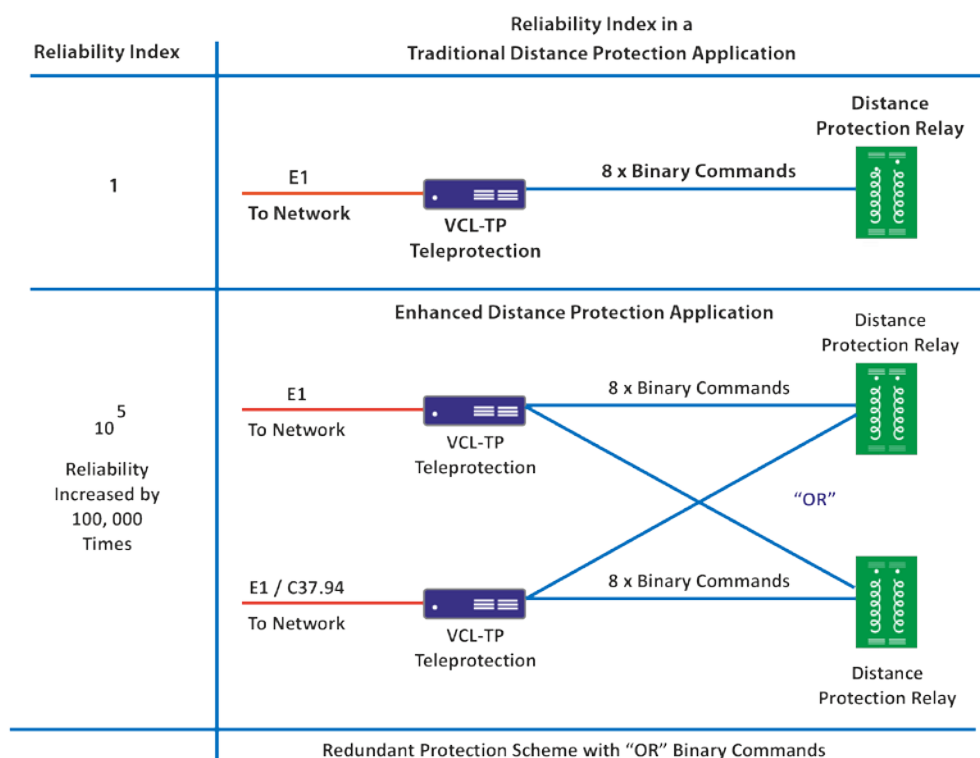 Reliability Index
Reliability Index in a
Traditional Distance Protection Application
1
E1
To Network
VCL-TP
Teleprotection
8 x Binary Commands
Distance
Protection Relay
Enhanced Distance Protection Application
10 5
Reliability
Increased by
100, 000
Times
E1
To Network
VCL-TP
Teleprotection
8 x Binary Commands
Distance
Protection Relay
“OR”
E1 / C37.94
To Network
VCL-TP
Teleprotection
8 x Binary Commands
Distance
Protection Relay
Redundant Protection Scheme with “OR” Binary Commands